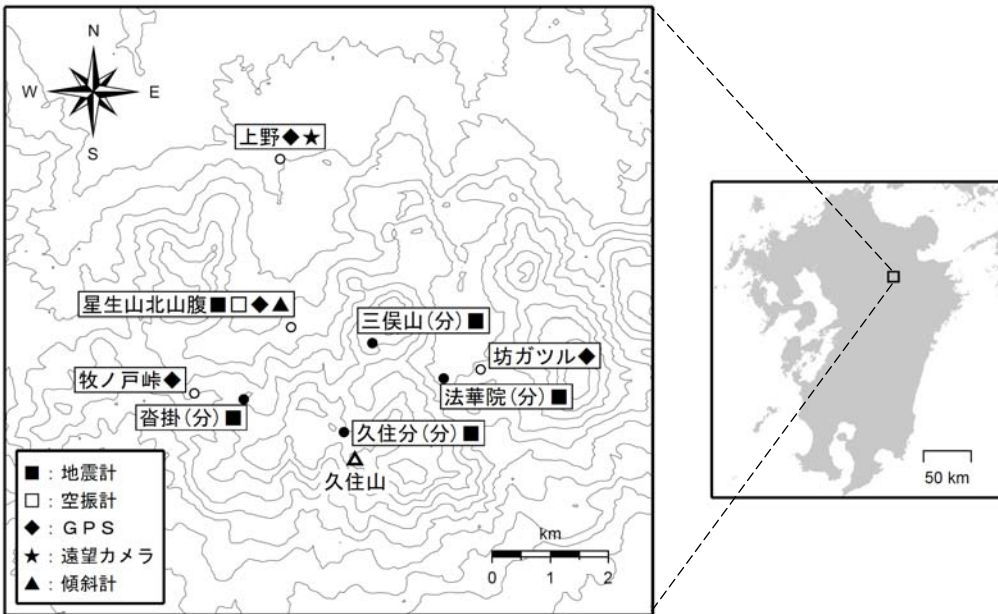 N
W E
S
上野◆★
星生山北山腹■□◆▲
三俣山(分)■
坊ガツル◆
牧ノ戸峠◆
法華院(分)■
沓掛(分)■
久住分(分)■
久住山
■：地震計
□：空振計
◆：ＧＰＳ
★：遠望カメラ
▲：傾斜計
km
0 1 2
50 km